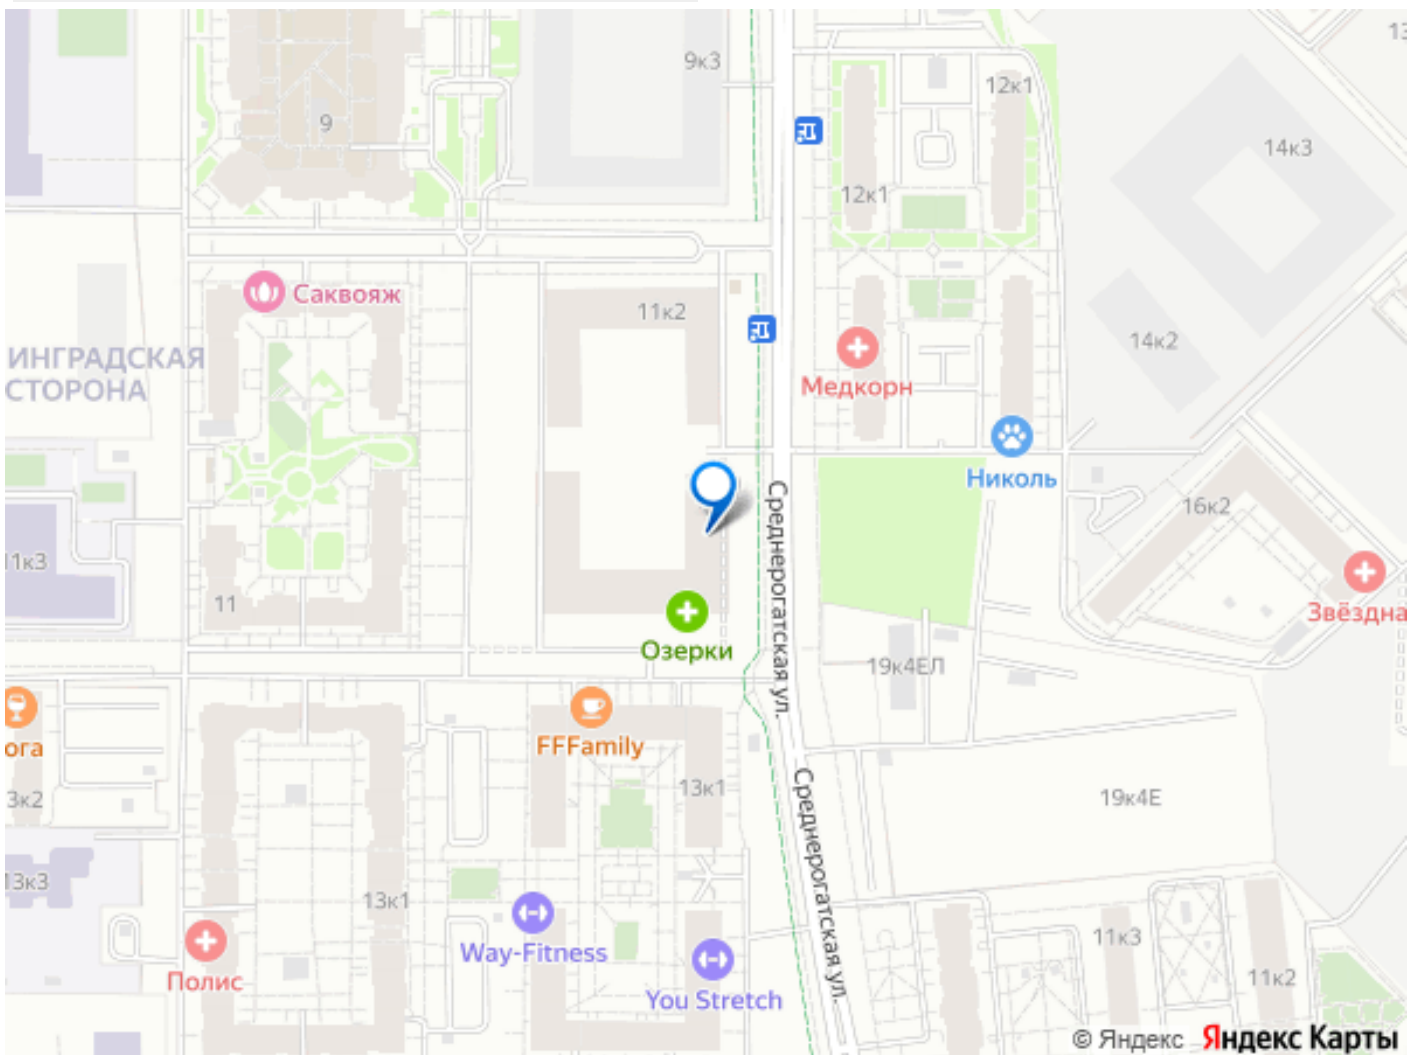 9к3
13
12к1
9
14к3
12к1
Саквояж
11к2
14к2
ИНГРАДСКАЯ
СТОРОНА
Медкорн
Николь
Среднерогатская ул.
16к2
11к3
11
Звёздна
Озерки
19к4ЕЛ
FFFamily
ога
13к1
3к2
19к4Е
Среднерогатская ул.
13к3
13к1
Way-Fitness
11к3
Полис
You Stretch
11к2
© Яндекс Яндекс Карты